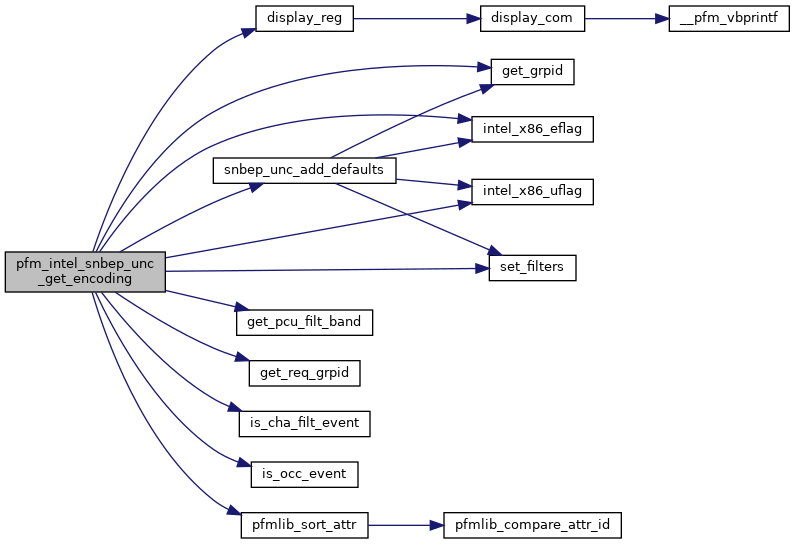 display_reg
display_com
__pfm_vbprintf
get_grpid
intel_x86_eflag
snbep_unc_add_defaults
intel_x86_uflag
pfm_intel_snbep_unc
_get_encoding
set_filters
get_pcu_filt_band
get_req_grpid
is_cha_filt_event
is_occ_event
pfmlib_sort_attr
pfmlib_compare_attr_id